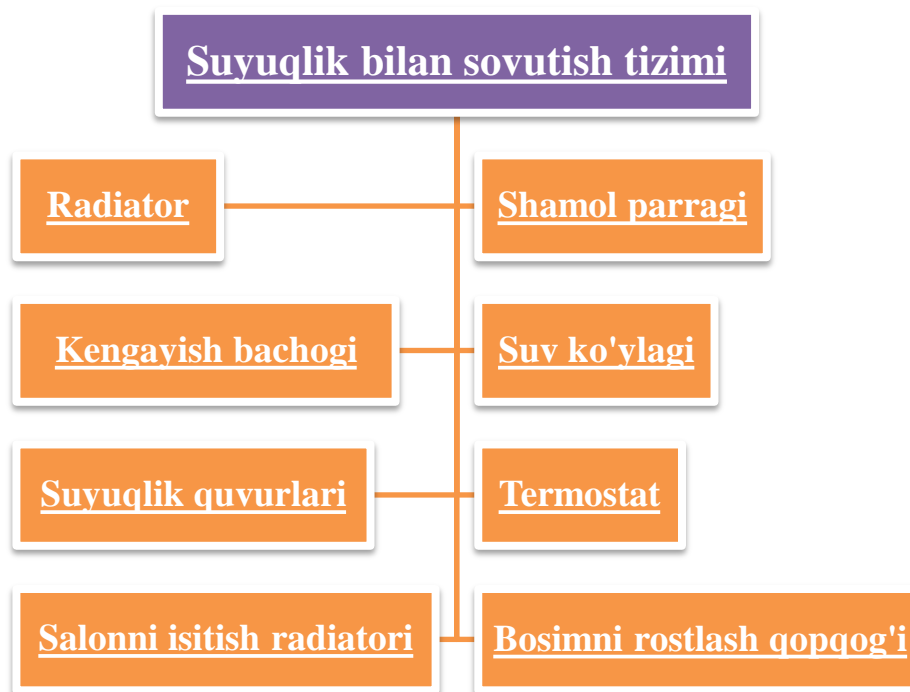 Suyuqlik bilan sovutish tizimi
Radiator
Shamol parragi
Kengayish bachogi
Suv ko'ylagi
Suyuqlik quvurlari
Termostat
Salonni isitish radiatori
Bosimni rostlash qopqog'i